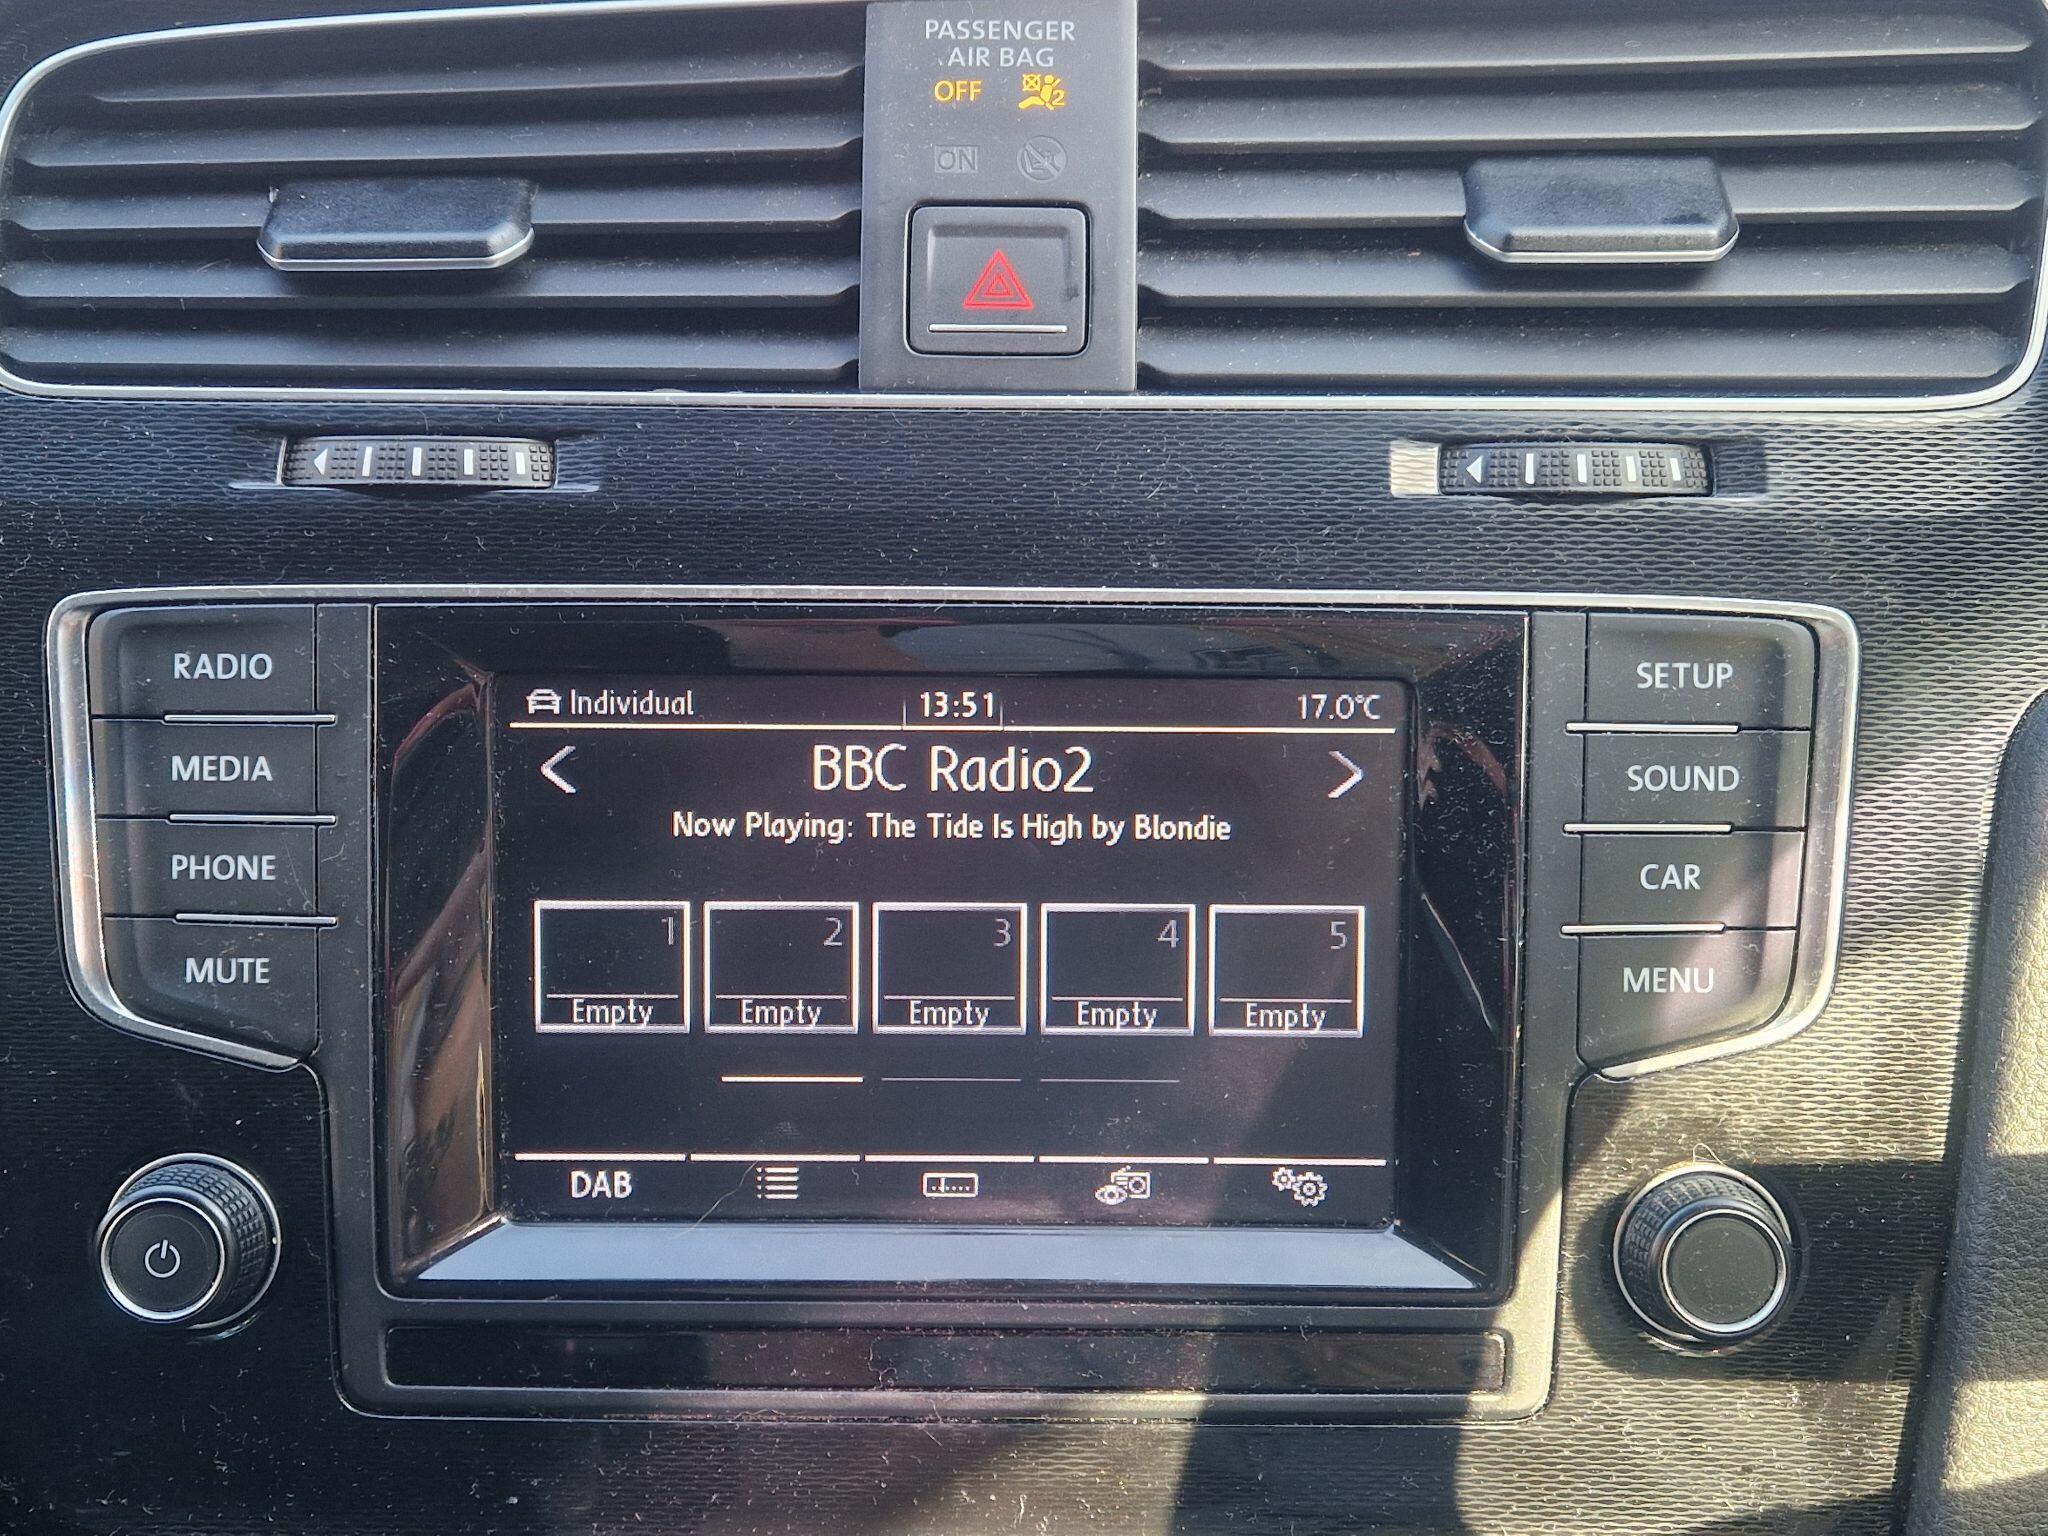 PASSENGER
AIR BAG
OFF 2
ON
RADIO
MEDIA
PHONE
MUTE
Individual 13:51 17.0°C
BBC Radio2
Now Playing: The Tide Is High by Blondie
1 2 3 4 5
Empty Empty Empty Empty Empty
DAB
SETUP
SOUND
CAR
MENU